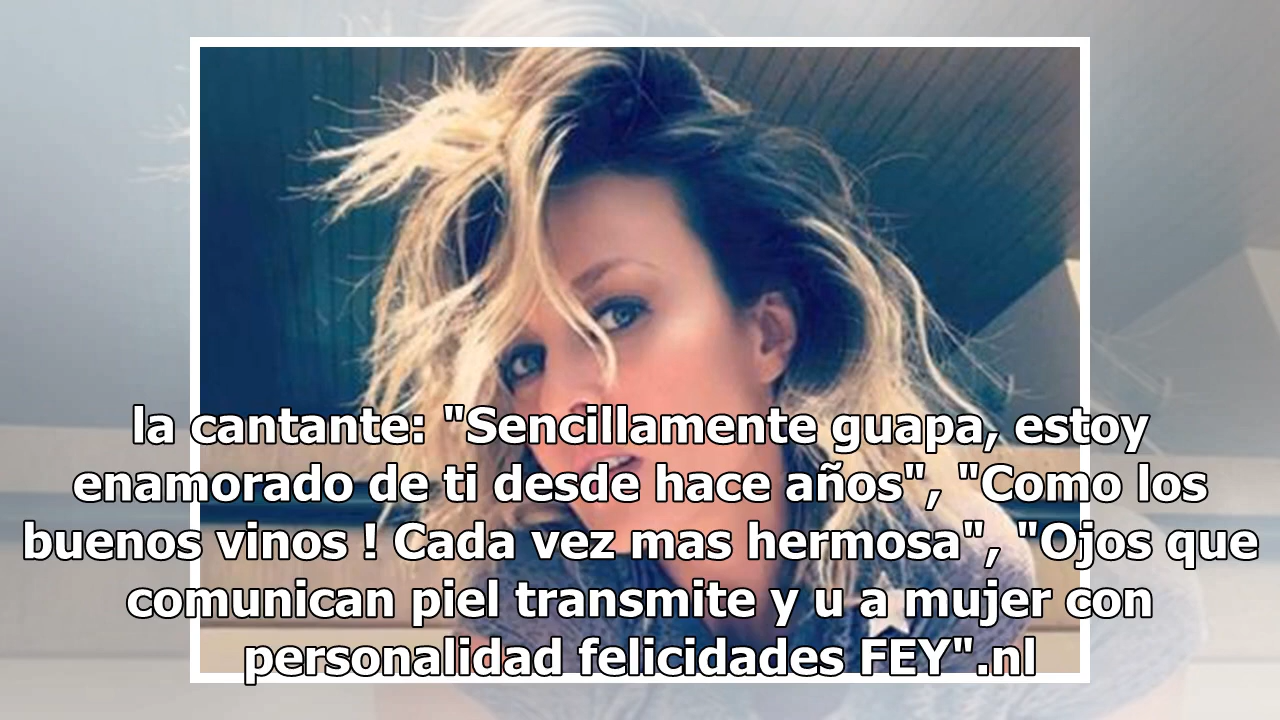 la cantante: "Sencillamente guapa, estoy
enamorado de ti desde hace años", "Como los
buenos vinos ! Cada vez mas hermosa", "Ojos que
comunican piel transmite y u a mujer con
personalidad felicidades FEY".nl